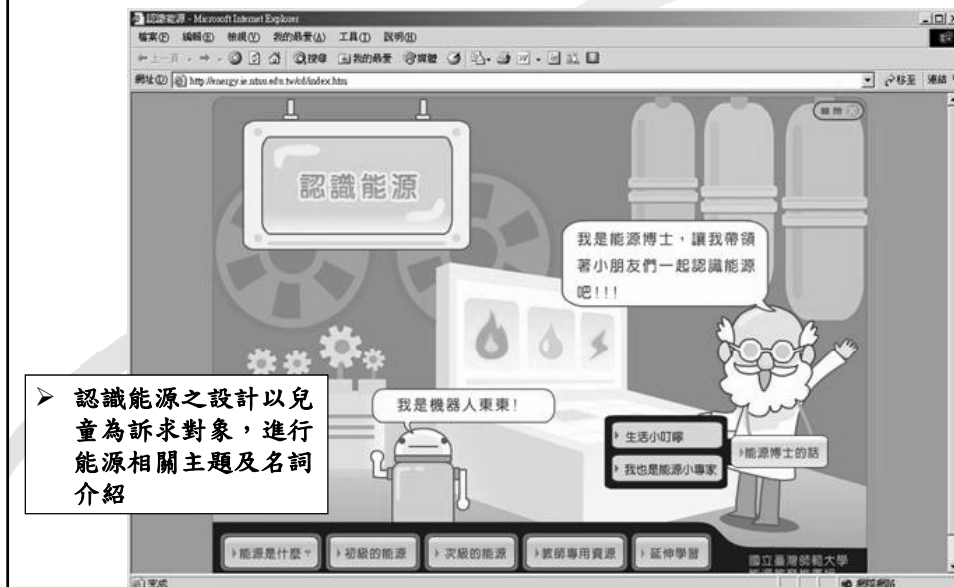 認識能源 - Microsoft Internet Explorer
檔案(F) 編輯(E) 檢視(V) 我的最愛(A) 工具(T) 說明(H)
上一頁 搜尋 我的最愛 媒體
網址(D) http://energy.ie.ntnu.edu.tw/cd/index.htm 移至 連結
離開
認識能源
我是能源博士，讓我帶領
著小朋友們一起認識能源
吧!!!
➢ 認識能源之設計以兒
童為訴求對象，進行
能源相關主題及名詞
介紹
我是機器人東東!
生活小叮嚀
我也是能源小專家
能源博士的話
能源是什麼?
初級的能源
次級的能源
教師專用資源
延伸學習
國立臺灣師範大學
完成
網際網路